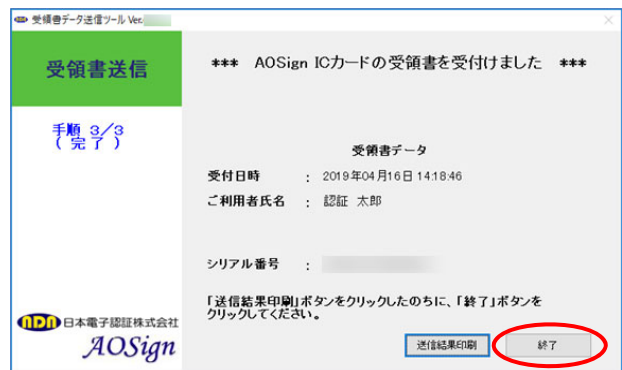 受領書データ送信ツール Ver.
受領書送信
*** AOSign ICカードの受領書を受付けました ***
手順 3/3
(完了)
受領書データ
受付日時 : 2019年04月16日 14:18:46
ご利用者氏名 : 認証 太郎
シリアル番号 :
「送信結果印刷」ボタンをクリックしたのちに、「終了」ボタンを
クリックしてください。
NDN 日本電子認証株式会社
AOSign
送信結果印刷 終了